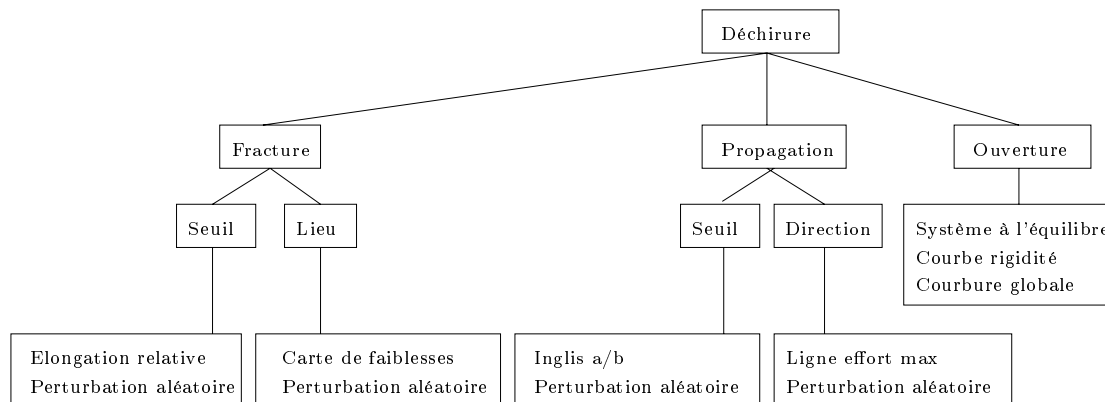 Déchirure
Fracture
Propagation
Ouverture
Seuil
Lieu
Seuil
Direction
Système à l'équilibre
Courbe rigidité
Courbure globale
Elongation relative
Perturbation aléatoire
Carte de faiblesses
Perturbation aléatoire
Inglis a/b
Perturbation aléatoire
Ligne effort max
Perturbation aléatoire